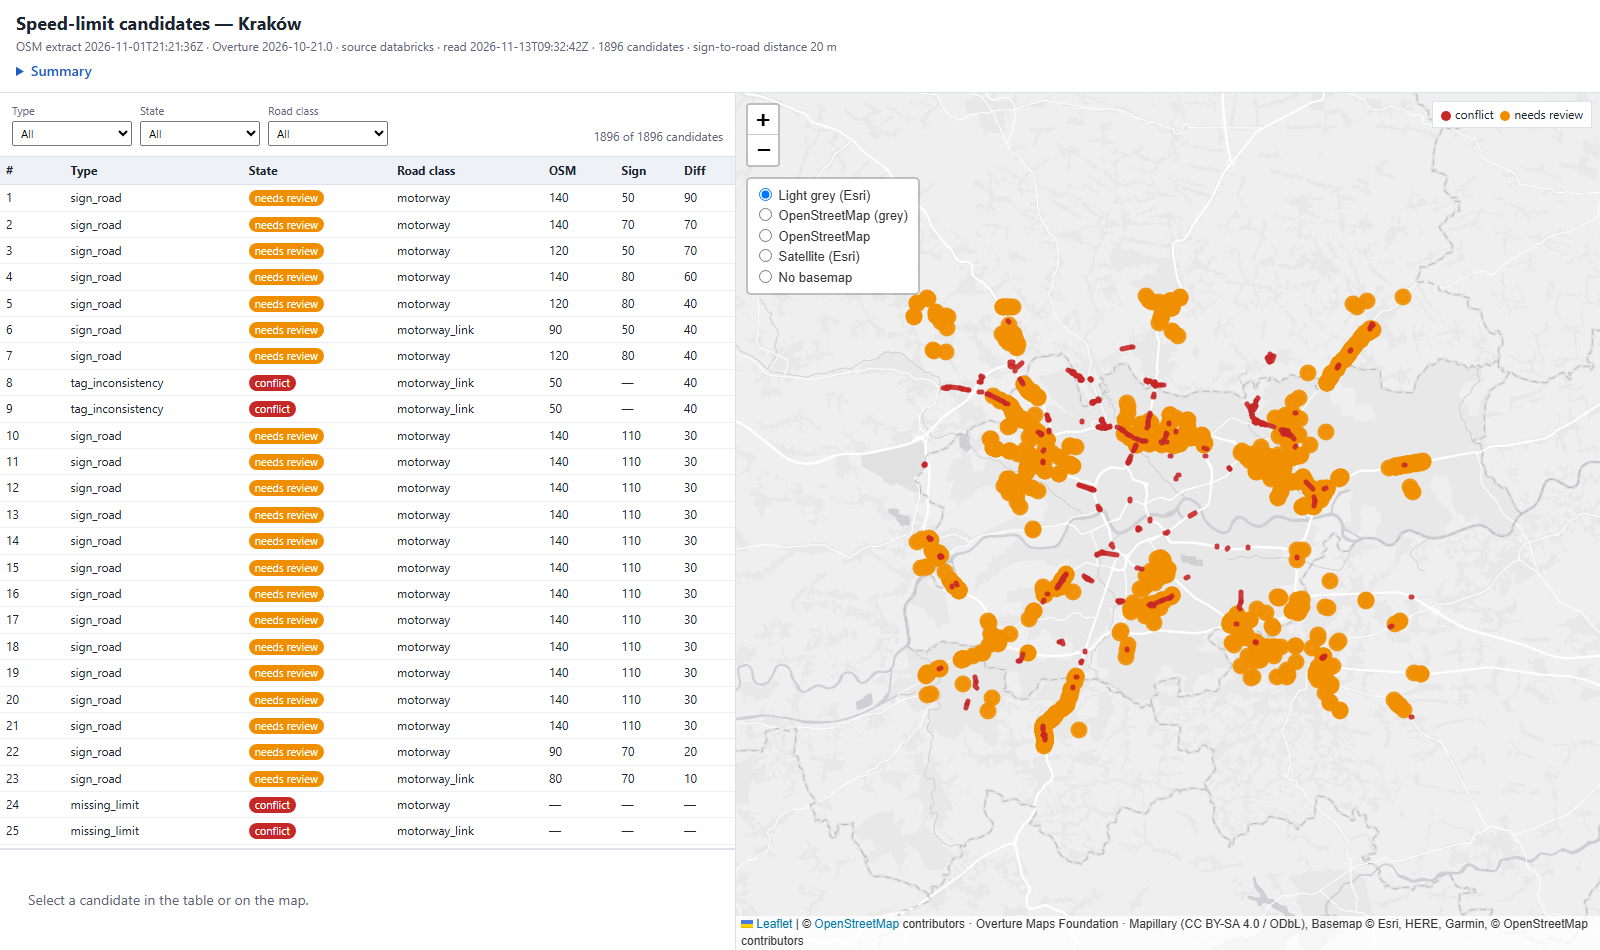 Speed-limit candidates — Kraków
OSM extract 2026-11-01T21:21:36Z · Overture 2026-10-21.0 · source databricks · read 2026-11-13T09:32:42Z · 1896 candidates · sign-to-road distance 20 m
Summary
Type State Road class
All All All 1896 of 1896 candidates
# Type State Road class OSM Sign Diff
1 sign_road needs review motorway 140 50 90
2 sign_road needs review motorway 140 70 70
3 sign_road needs review motorway 120 50 70
4 sign_road needs review motorway 140 80 60
5 sign_road needs review motorway 120 80 40
6 sign_road needs review motorway_link 90 50 40
7 sign_road needs review motorway 120 80 40
8 tag_inconsistency conflict motorway_link 50 — 40
9 tag_inconsistency conflict motorway_link 50 — 40
10 sign_road needs review motorway 140 110 30
11 sign_road needs review motorway 140 110 30
12 sign_road needs review motorway 140 110 30
13 sign_road needs review motorway 140 110 30
14 sign_road needs review motorway 140 110 30
15 sign_road needs review motorway 140 110 30
16 sign_road needs review motorway 140 110 30
17 sign_road needs review motorway 140 110 30
18 sign_road needs review motorway 140 110 30
19 sign_road needs review motorway 140 110 30
20 sign_road needs review motorway 140 110 30
21 sign_road needs review motorway 140 110 30
22 sign_road needs review motorway 90 70 20
23 sign_road needs review motorway_link 80 70 10
24 missing_limit conflict motorway — — —
25 missing_limit conflict motorway_link — — —
Select a candidate in the table or on the map.
+
−
Light grey (Esri)
OpenStreetMap (grey)
OpenStreetMap
Satellite (Esri)
No basemap
conflict needs review
Leaflet | © OpenStreetMap contributors · Overture Maps Foundation · Mapillary (CC BY-SA 4.0 / ODbL), Basemap © Esri, HERE, Garmin, © OpenStreetMap
contributors